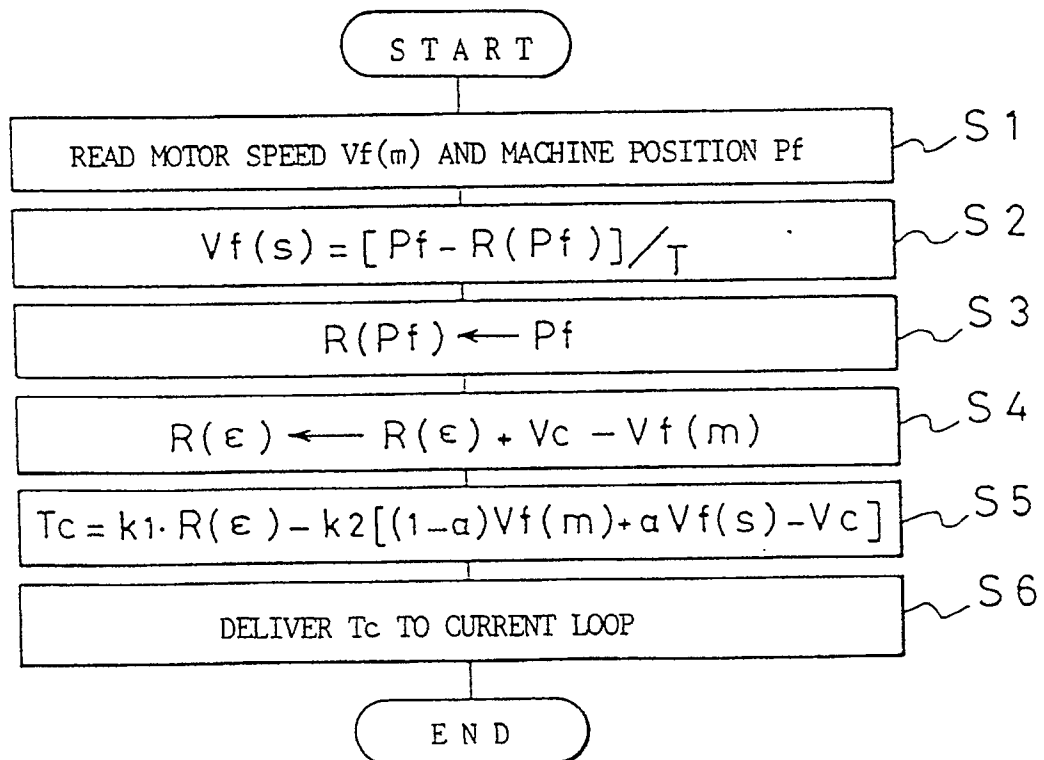 START
READ MOTOR SPEED Vf(m) AND MACHINE POSITION Pf
S1
Vf(s) = [Pf - R(Pf)]/T
S2
R(Pf) ← Pf
S3
R(ε) ← R(ε) + Vc - Vf(m)
S4
Tc = k1· R(ε) - k2[(1-α)Vf(m)+αVf(s)-Vc]
S5
DELIVER Tc TO CURRENT LOOP
S6
END